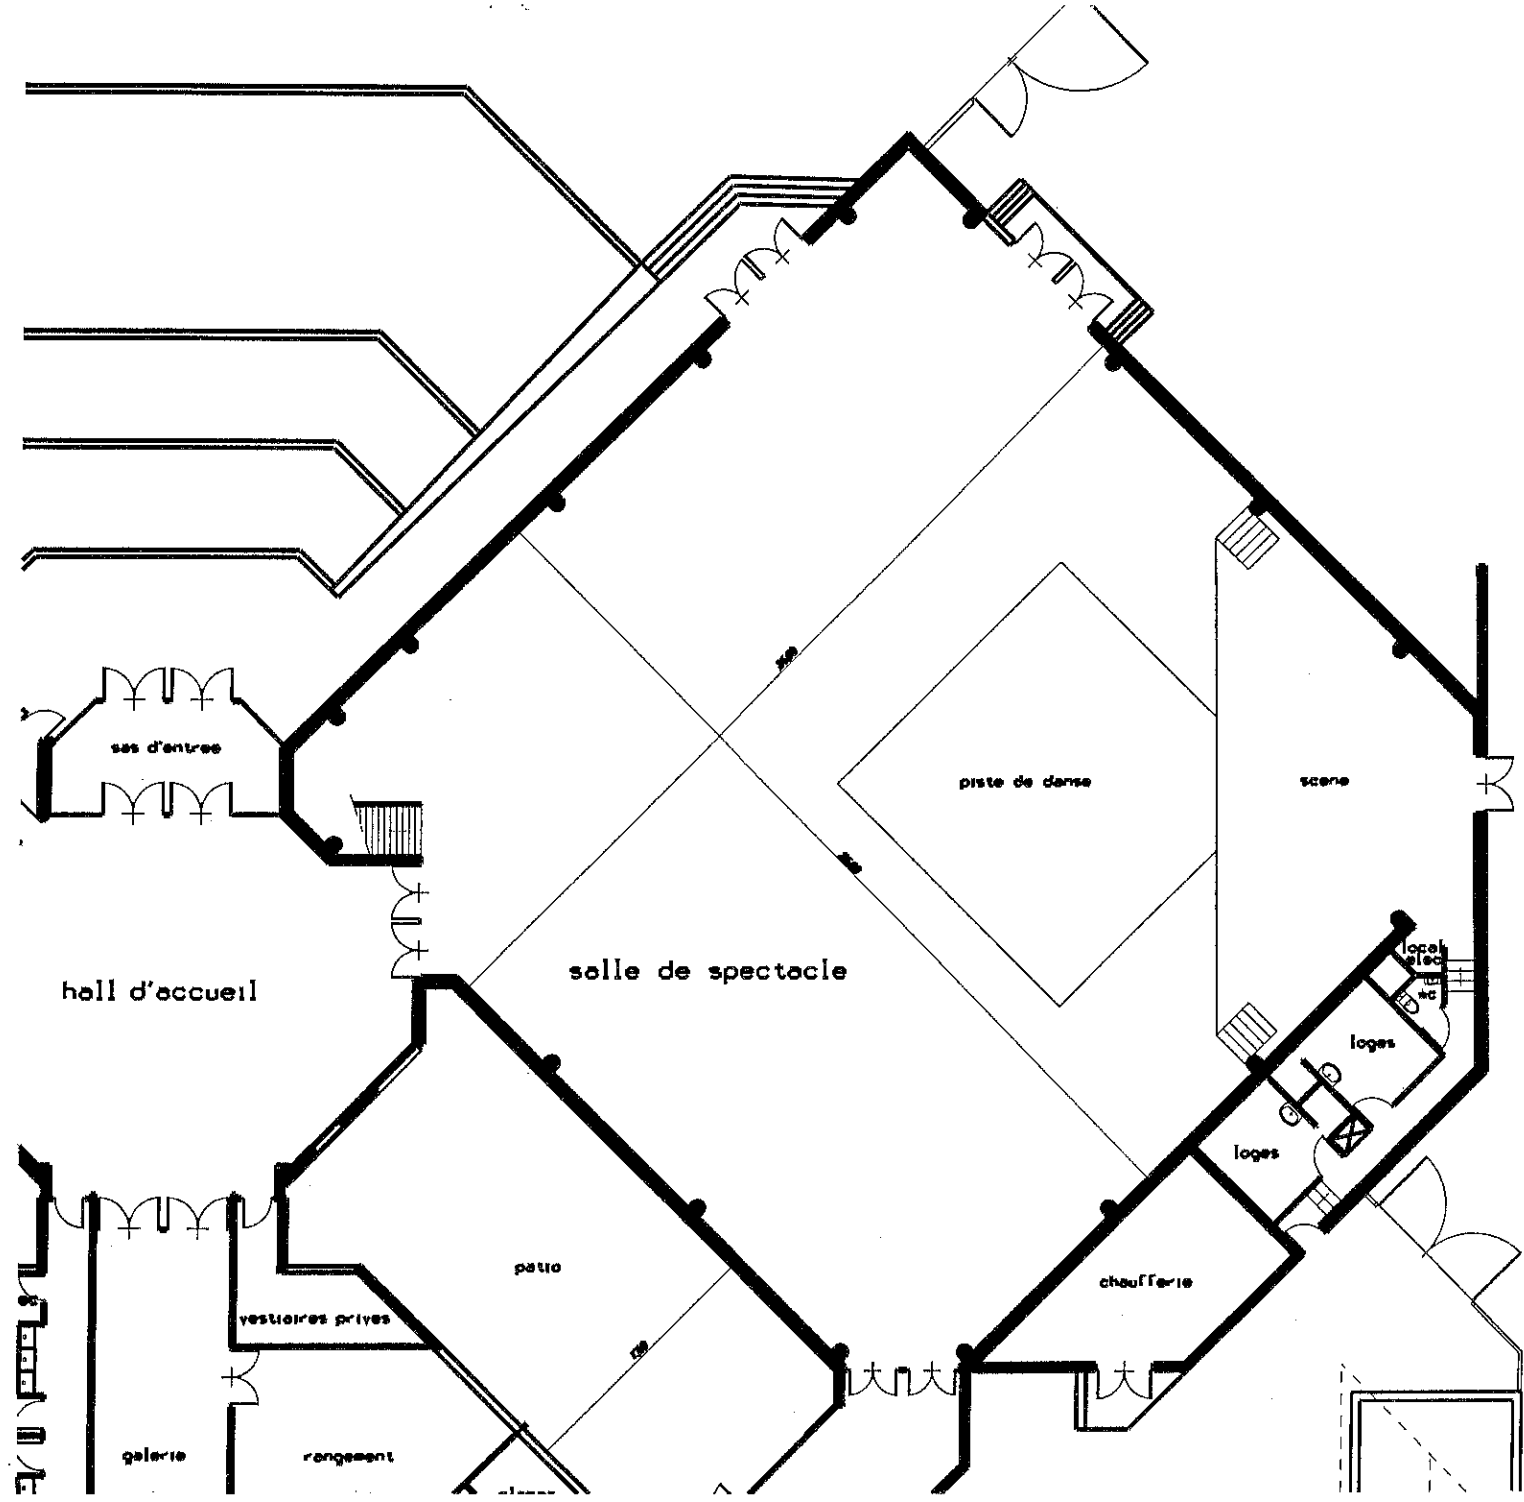 sas d'entree
piste de danse
scene
salle de spectacle
hall d'accueil
local
elec
wc
loges
loges
patio
chaufferie
vestiaires prives
galerie
rangement